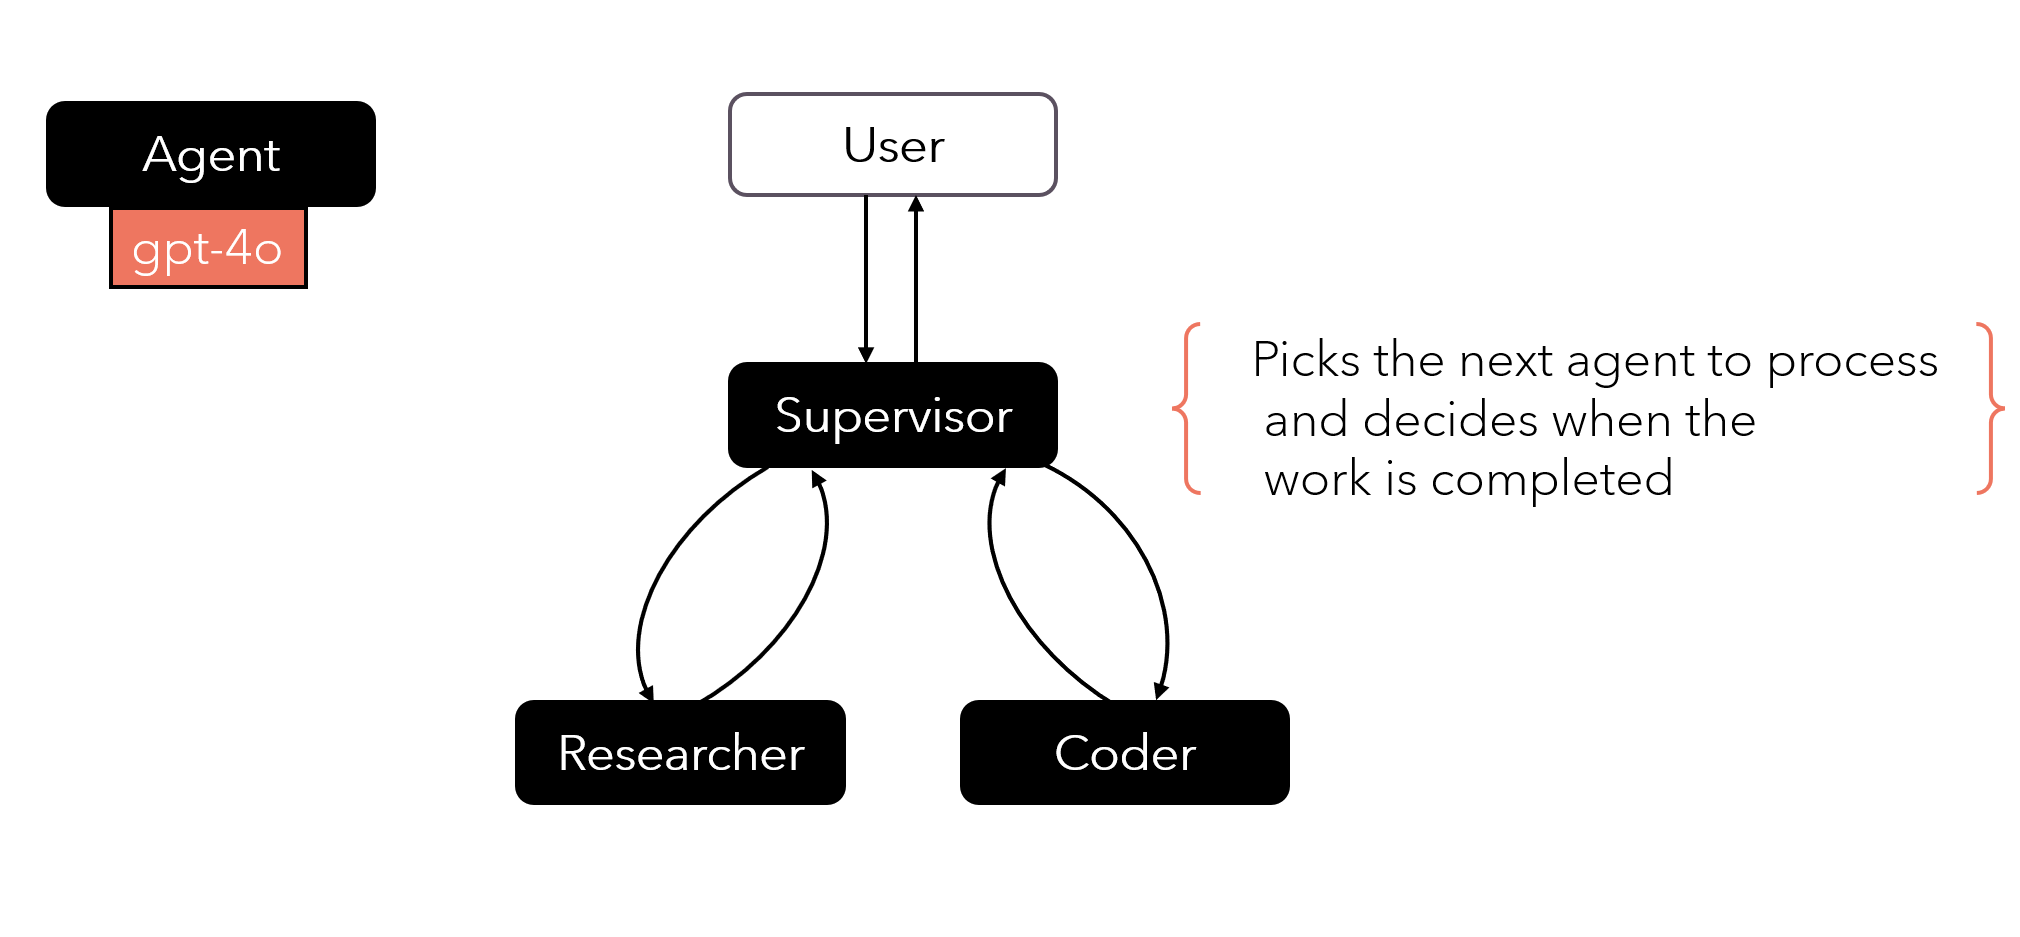 Agent
gpt-4o
User
Supervisor
Picks the next agent to process
and decides when the
work is completed
Researcher
Coder